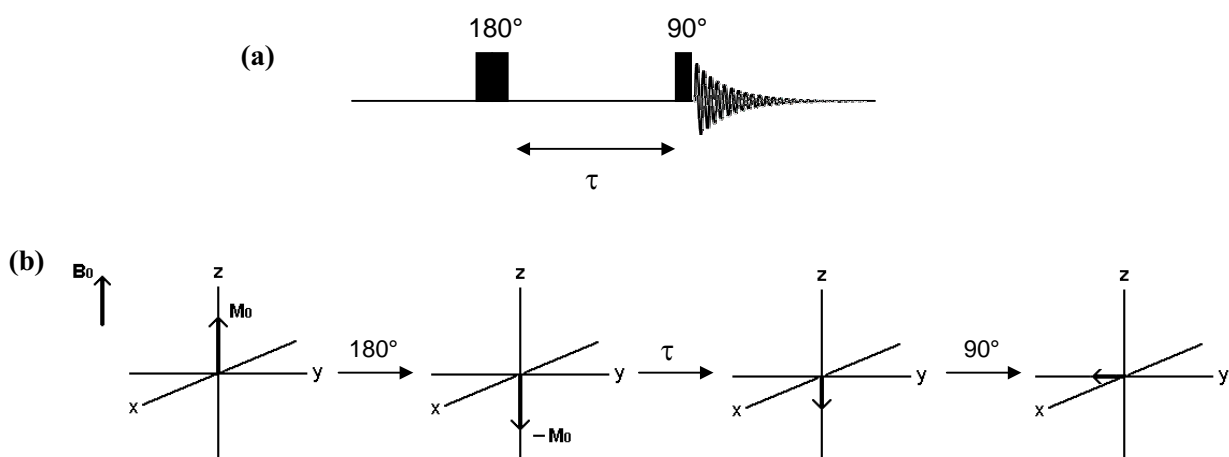 180° 90°
(a)
τ
(b)
B₀
z z z z
M₀
180° τ 90°
y y y y
x x x x
– M₀